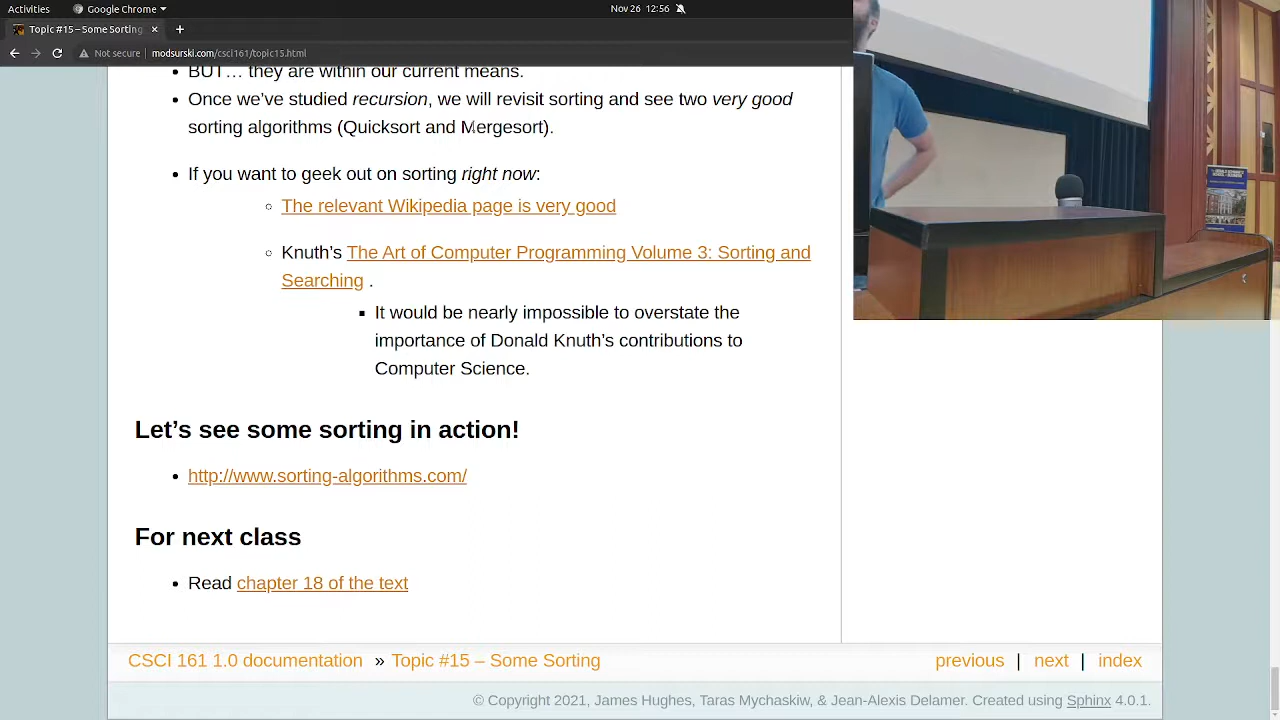 Activities
Google Chrome
Nov 26 12:56
Topic #15 – Some Sorting
Not secure
modsurski.com/csci161/topic15.html
BUT… they are within our current means.
Once we've studied recursion, we will revisit sorting and see two very good
sorting algorithms (Quicksort and Mergesort).
If you want to geek out on sorting right now:
The relevant Wikipedia page is very good
Knuth's The Art of Computer Programming Volume 3: Sorting and
Searching .
It would be nearly impossible to overstate the
importance of Donald Knuth's contributions to
Computer Science.
Let's see some sorting in action!
http://www.sorting-algorithms.com/
For next class
Read chapter 18 of the text
CSCI 161 1.0 documentation » Topic #15 – Some Sorting
previous | next | index
© Copyright 2021, James Hughes, Taras Mychaskiw, & Jean-Alexis Delamer. Created using Sphinx 4.0.1.